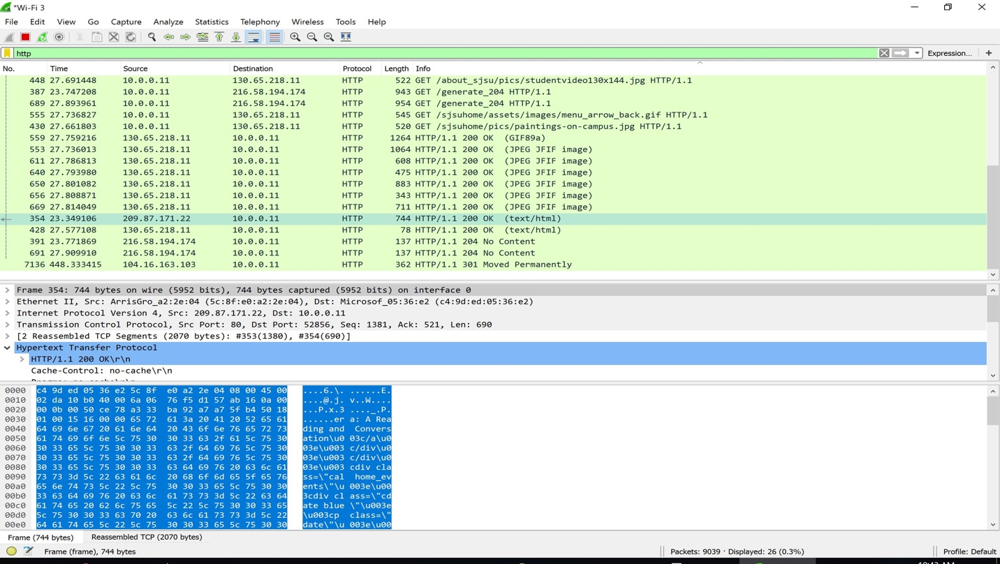 *Wi-Fi 3
File Edit View Go Capture Analyze Statistics Telephony Wireless Tools Help
http Expression... +
No. Time Source Destination Protocol Length Info
448 27.691448 10.0.0.11 130.65.218.11 HTTP 522 GET /about_sjsu/pics/studentvideo130x144.jpg HTTP/1.1
387 23.747208 10.0.0.11 216.58.194.174 HTTP 943 GET /generate_204 HTTP/1.1
689 27.893961 10.0.0.11 216.58.194.174 HTTP 954 GET /generate_204 HTTP/1.1
555 27.736827 10.0.0.11 130.65.218.11 HTTP 545 GET /sjsuhome/assets/images/menu_arrow_back.gif HTTP/1.1
430 27.661803 10.0.0.11 130.65.218.11 HTTP 520 GET /sjsuhome/pics/paintings-on-campus.jpg HTTP/1.1
559 27.759216 130.65.218.11 10.0.0.11 HTTP 1264 HTTP/1.1 200 OK (GIF89a)
553 27.736013 130.65.218.11 10.0.0.11 HTTP 1064 HTTP/1.1 200 OK (JPEG JFIF image)
611 27.786813 130.65.218.11 10.0.0.11 HTTP 608 HTTP/1.1 200 OK (JPEG JFIF image)
640 27.793980 130.65.218.11 10.0.0.11 HTTP 475 HTTP/1.1 200 OK (JPEG JFIF image)
650 27.801082 130.65.218.11 10.0.0.11 HTTP 883 HTTP/1.1 200 OK (JPEG JFIF image)
656 27.808871 130.65.218.11 10.0.0.11 HTTP 343 HTTP/1.1 200 OK (JPEG JFIF image)
669 27.814049 130.65.218.11 10.0.0.11 HTTP 711 HTTP/1.1 200 OK (JPEG JFIF image)
354 23.349106 209.87.171.22 10.0.0.11 HTTP 744 HTTP/1.1 200 OK (text/html)
428 27.577108 130.65.218.11 10.0.0.11 HTTP 78 HTTP/1.1 200 OK (text/html)
391 23.771869 216.58.194.174 10.0.0.11 HTTP 137 HTTP/1.1 204 No Content
691 27.909910 216.58.194.174 10.0.0.11 HTTP 137 HTTP/1.1 204 No Content
7136 448.333415 104.16.163.103 10.0.0.11 HTTP 362 HTTP/1.1 301 Moved Permanently
Frame 354: 744 bytes on wire (5952 bits), 744 bytes captured (5952 bits) on interface 0
Ethernet II, Src: ArrisGro_a2:2e:04 (5c:8f:e0:a2:2e:04), Dst: Microsof_05:36:e2 (c4:9d:ed:05:36:e2)
Internet Protocol Version 4, Src: 209.87.171.22, Dst: 10.0.0.11
Transmission Control Protocol, Src Port: 80, Dst Port: 52856, Seq: 1381, Ack: 521, Len: 690
[2 Reassembled TCP Segments (2070 bytes): #353(1380), #354(690)]
Hypertext Transfer Protocol
HTTP/1.1 200 OK\r\n
Cache-Control: no-cache\r\n
0000 c4 9d ed 05 36 e2 5c 8f e0 a2 2e 04 08 00 45 00 ....6.\. ......E.
0010 02 da 10 b0 40 00 6a 06 76 f5 d1 57 ab 16 0a 00 ....@.j. v..W....
0020 00 0b 00 50 ce 78 a3 33 ba 92 a7 a7 5f b4 50 18 ...P.x.3 ...._.P.
0030 01 00 15 16 00 00 65 72 61 3a 20 41 20 52 65 61 ......er a: A Rea
0040 64 69 6e 67 20 61 6e 64 20 43 6f 6e 76 65 72 73 ding and Convers
0050 61 74 69 6f 6e 5c 75 30 30 33 63 2f 61 5c 75 30 ation\u0 03c/a\u0
0060 30 33 65 5c 75 30 30 33 63 2f 64 69 76 5c 75 30 03e\u003 c/div\u0
0070 30 33 65 5c 75 30 30 33 63 2f 64 69 76 5c 75 30 03e\u003 c/div\u0
0080 30 33 65 5c 75 30 30 33 63 64 69 76 20 63 6c 61 03e\u003 cdiv cla
0090 73 73 3d 5c 22 63 61 6c 20 68 6f 6d 65 5f 65 76 ss=\"cal home_ev
00a0 65 6e 74 73 5c 22 5c 75 30 30 33 65 5c 75 30 30 ents\"\u 003e\u00
00b0 33 63 64 69 76 20 63 6c 61 73 73 3d 5c 22 63 64 3cdiv cl ass=\"cd
00c0 61 74 65 20 62 6c 75 65 5c 22 5c 75 30 30 33 65 ate blue \"\u003e
00d0 5c 75 30 30 33 63 70 20 63 6c 61 73 73 3d 5c 22 \u003cp class=\"
00e0 64 61 74 65 5c 22 5c 75 30 30 33 65 5c 75 30 30 date\"\u 003e\u00
Frame (744 bytes) Reassembled TCP (2070 bytes)
Frame (frame), 744 bytes Packets: 9039 · Displayed: 26 (0.3%) Profile: Default